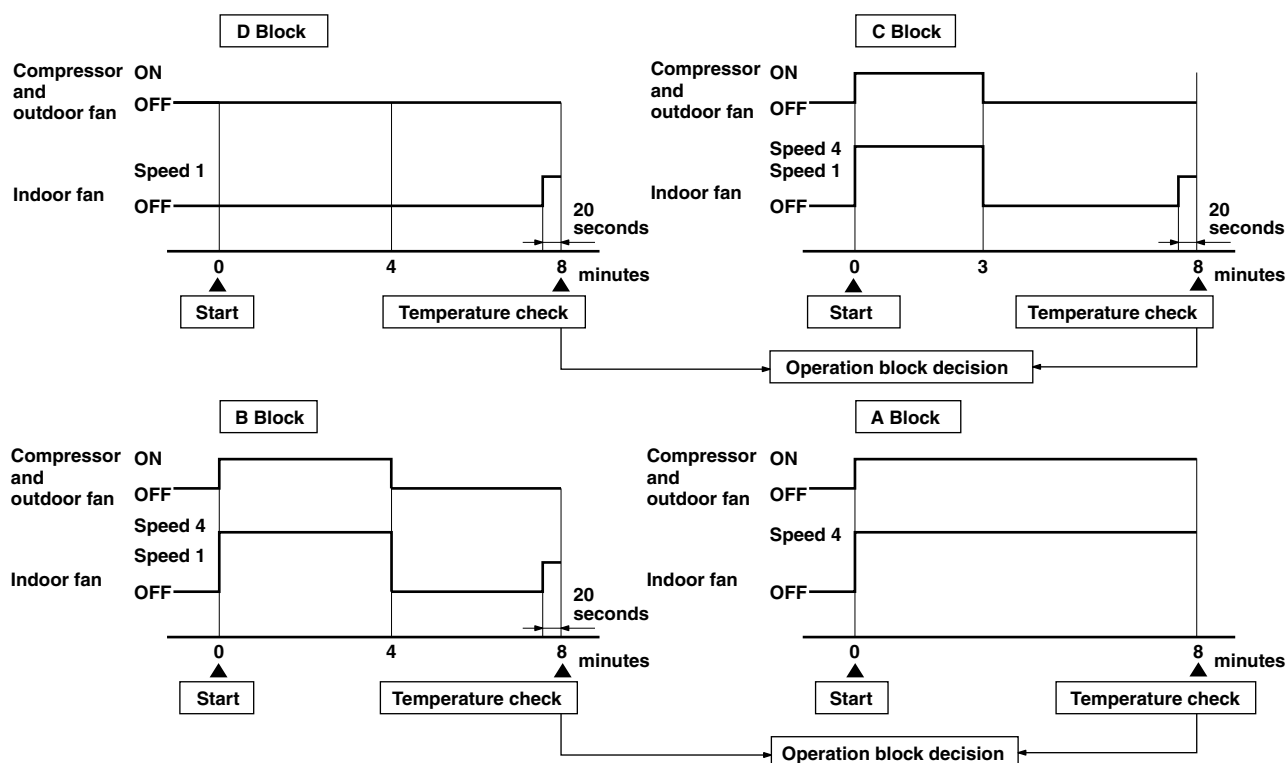 D Block
Compressor
and
outdoor fan
ON
OFF
Speed 1
Indoor fan
OFF
20
seconds
0
4
8
minutes
Start
Temperature check
C Block
Compressor
and
outdoor fan
ON
OFF
Speed 4
Speed 1
Indoor fan
OFF
20
seconds
0
3
8
minutes
Start
Temperature check
Operation block decision
B Block
Compressor
and
outdoor fan
ON
OFF
Speed 4
Speed 1
Indoor fan
OFF
20
seconds
0
4
8
minutes
Start
Temperature check
A Block
Compressor
and
outdoor fan
ON
OFF
Speed 4
Indoor fan
OFF
0
8
minutes
Start
Temperature check
Operation block decision